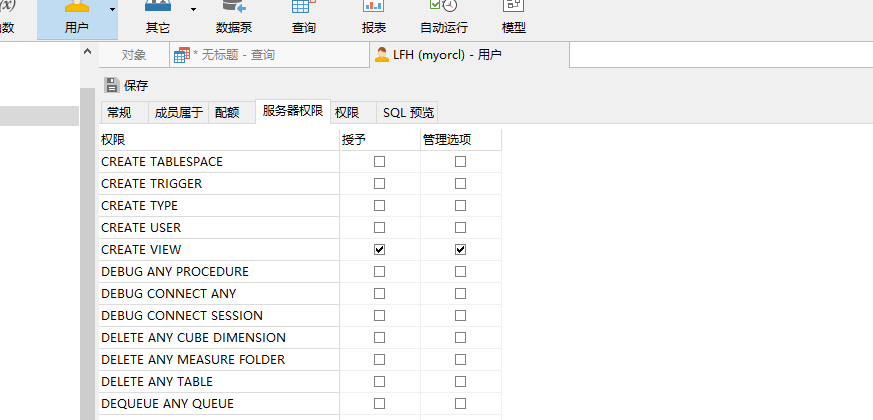 用户 其它 数据泵 查询 报表 自动运行 模型
对象 * 无标题 - 查询 LFH (myorcl) - 用户
保存
常规 成员属于 配额 服务器权限 权限 SQL 预览
权限 授予 管理选项
CREATE TABLESPACE
CREATE TRIGGER
CREATE TYPE
CREATE USER
CREATE VIEW
DEBUG ANY PROCEDURE
DEBUG CONNECT ANY
DEBUG CONNECT SESSION
DELETE ANY CUBE DIMENSION
DELETE ANY MEASURE FOLDER
DELETE ANY TABLE
DEQUEUE ANY QUEUE